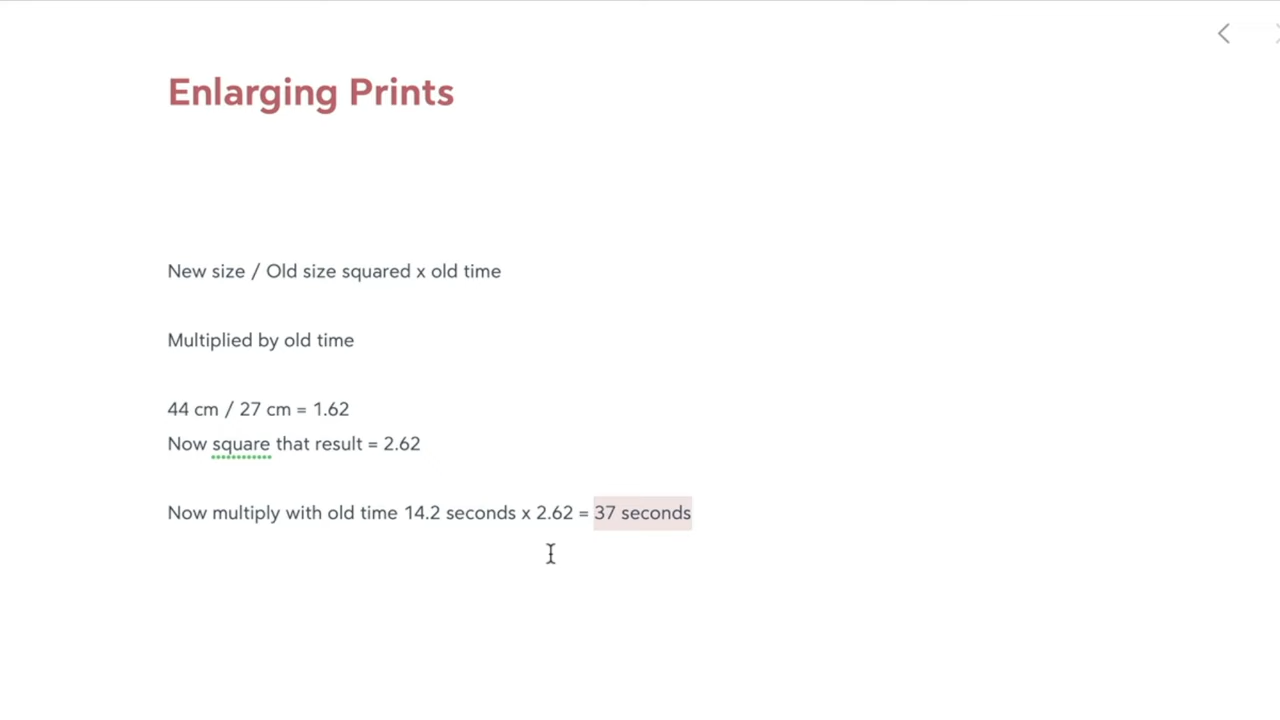 Enlarging Prints
New size / Old size squared x old time
Multiplied by old time
44 cm / 27 cm = 1.62
Now square that result = 2.62
Now multiply with old time 14.2 seconds x 2.62 = 37 seconds